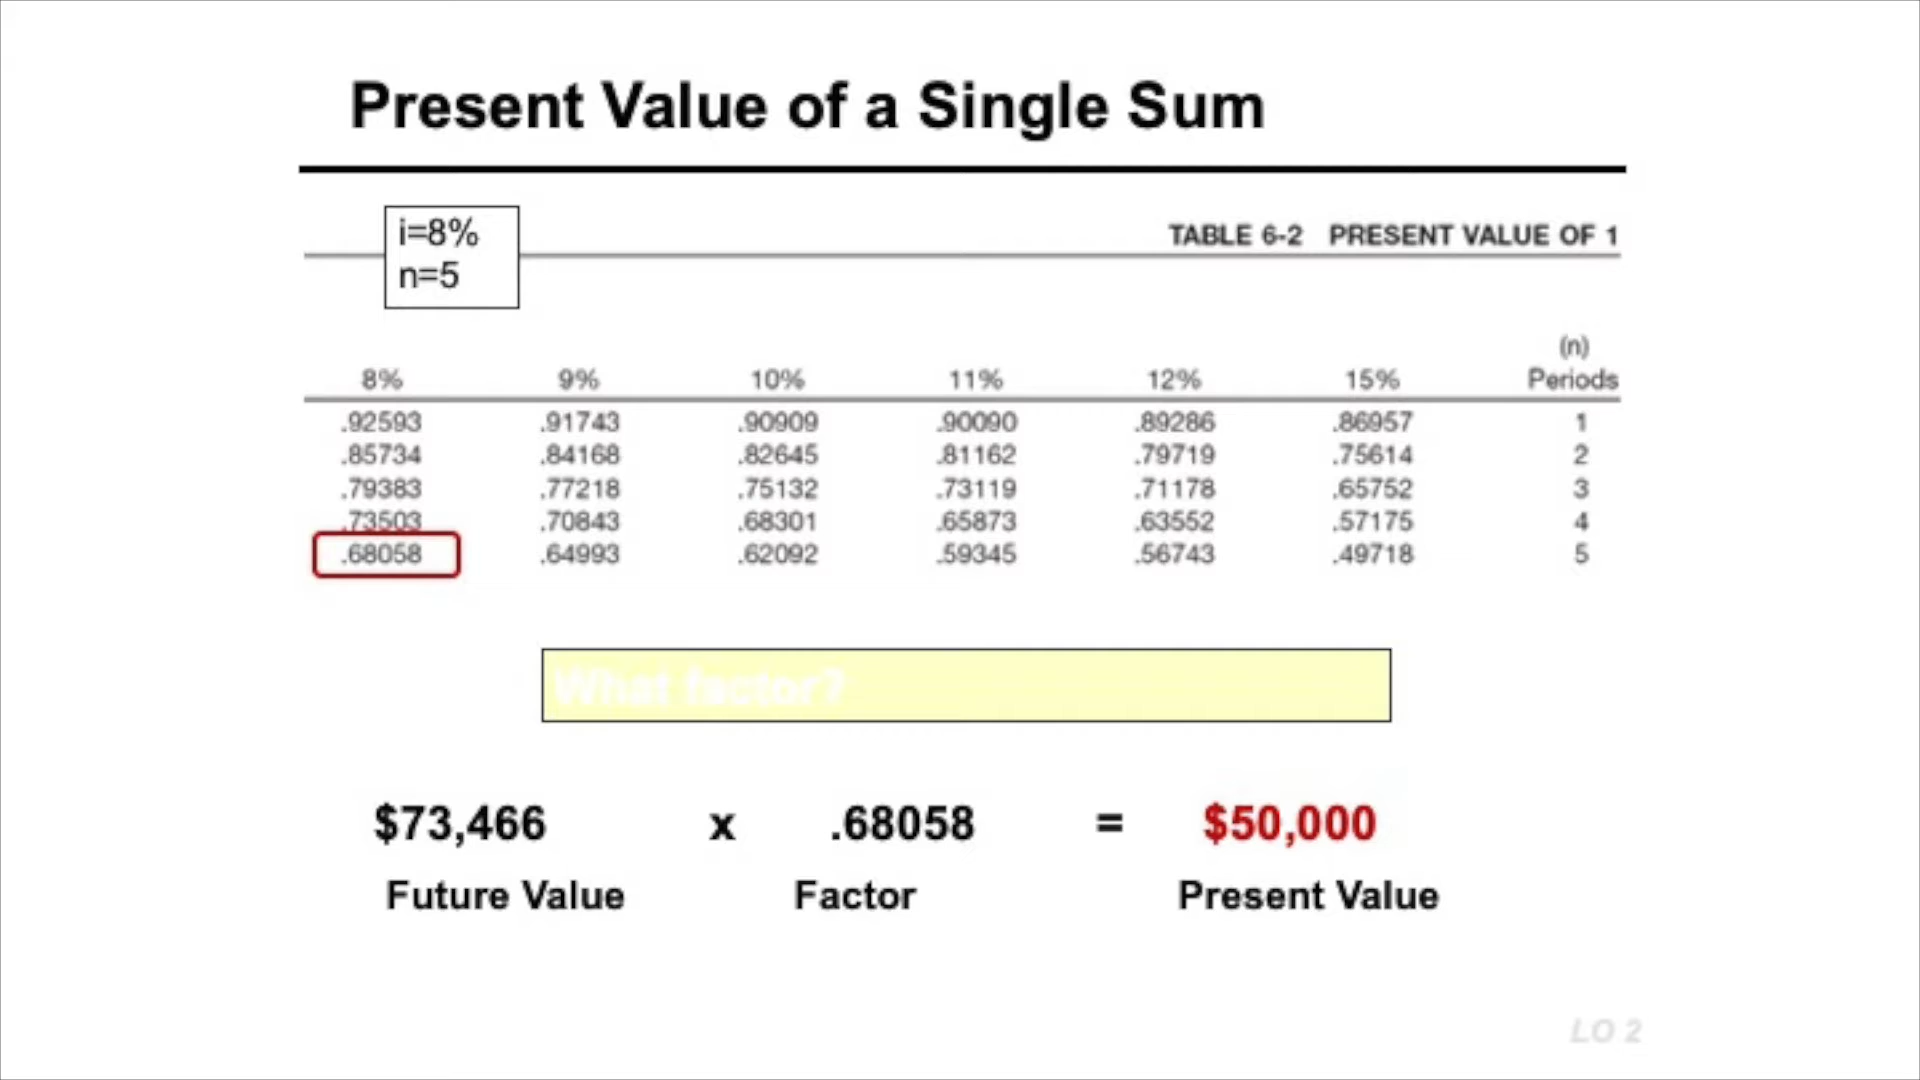 Present Value of a Single Sum
i=8%
n=5
TABLE 6-2 PRESENT VALUE OF 1
(n)
8% 9% 10% 11% 12% 15% Periods
.92593 .91743 .90909 .90090 .89286 .86957 1
.85734 .84168 .82645 .81162 .79719 .75614 2
.79383 .77218 .75132 .73119 .71178 .65752 3
.73503 .70843 .68301 .65873 .63552 .57175 4
.68058 .64993 .62092 .59345 .56743 .49718 5
What factor?
$73,466 x .68058 = $50,000
Future Value Factor Present Value
LO 2